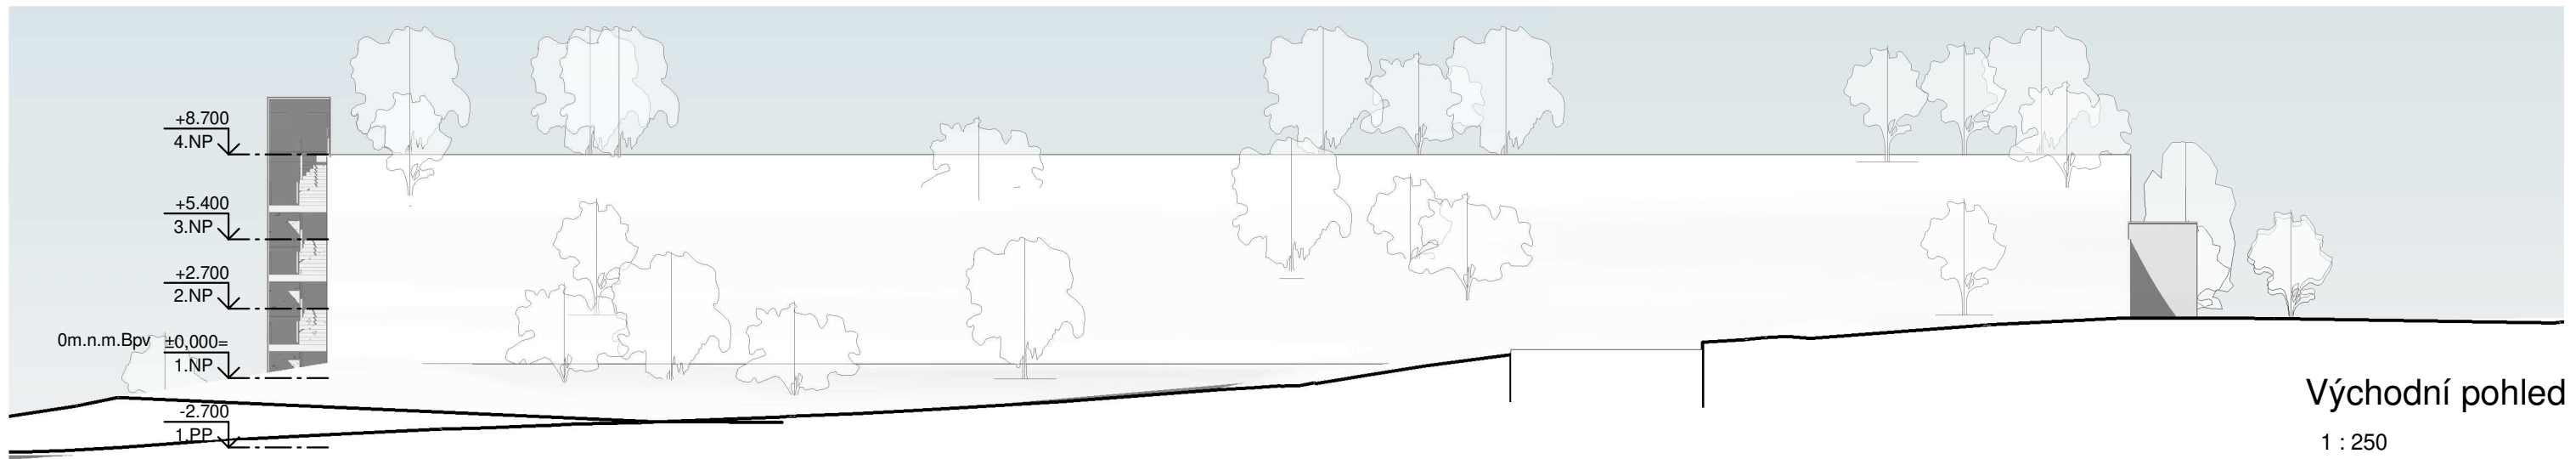 +8.700
4.NP
+5.400
3.NP
+2.700
2.NP
0m.n.m.Bpv ±0,000=
1.NP
-2.700
1.PP
Východní pohled
1 : 250